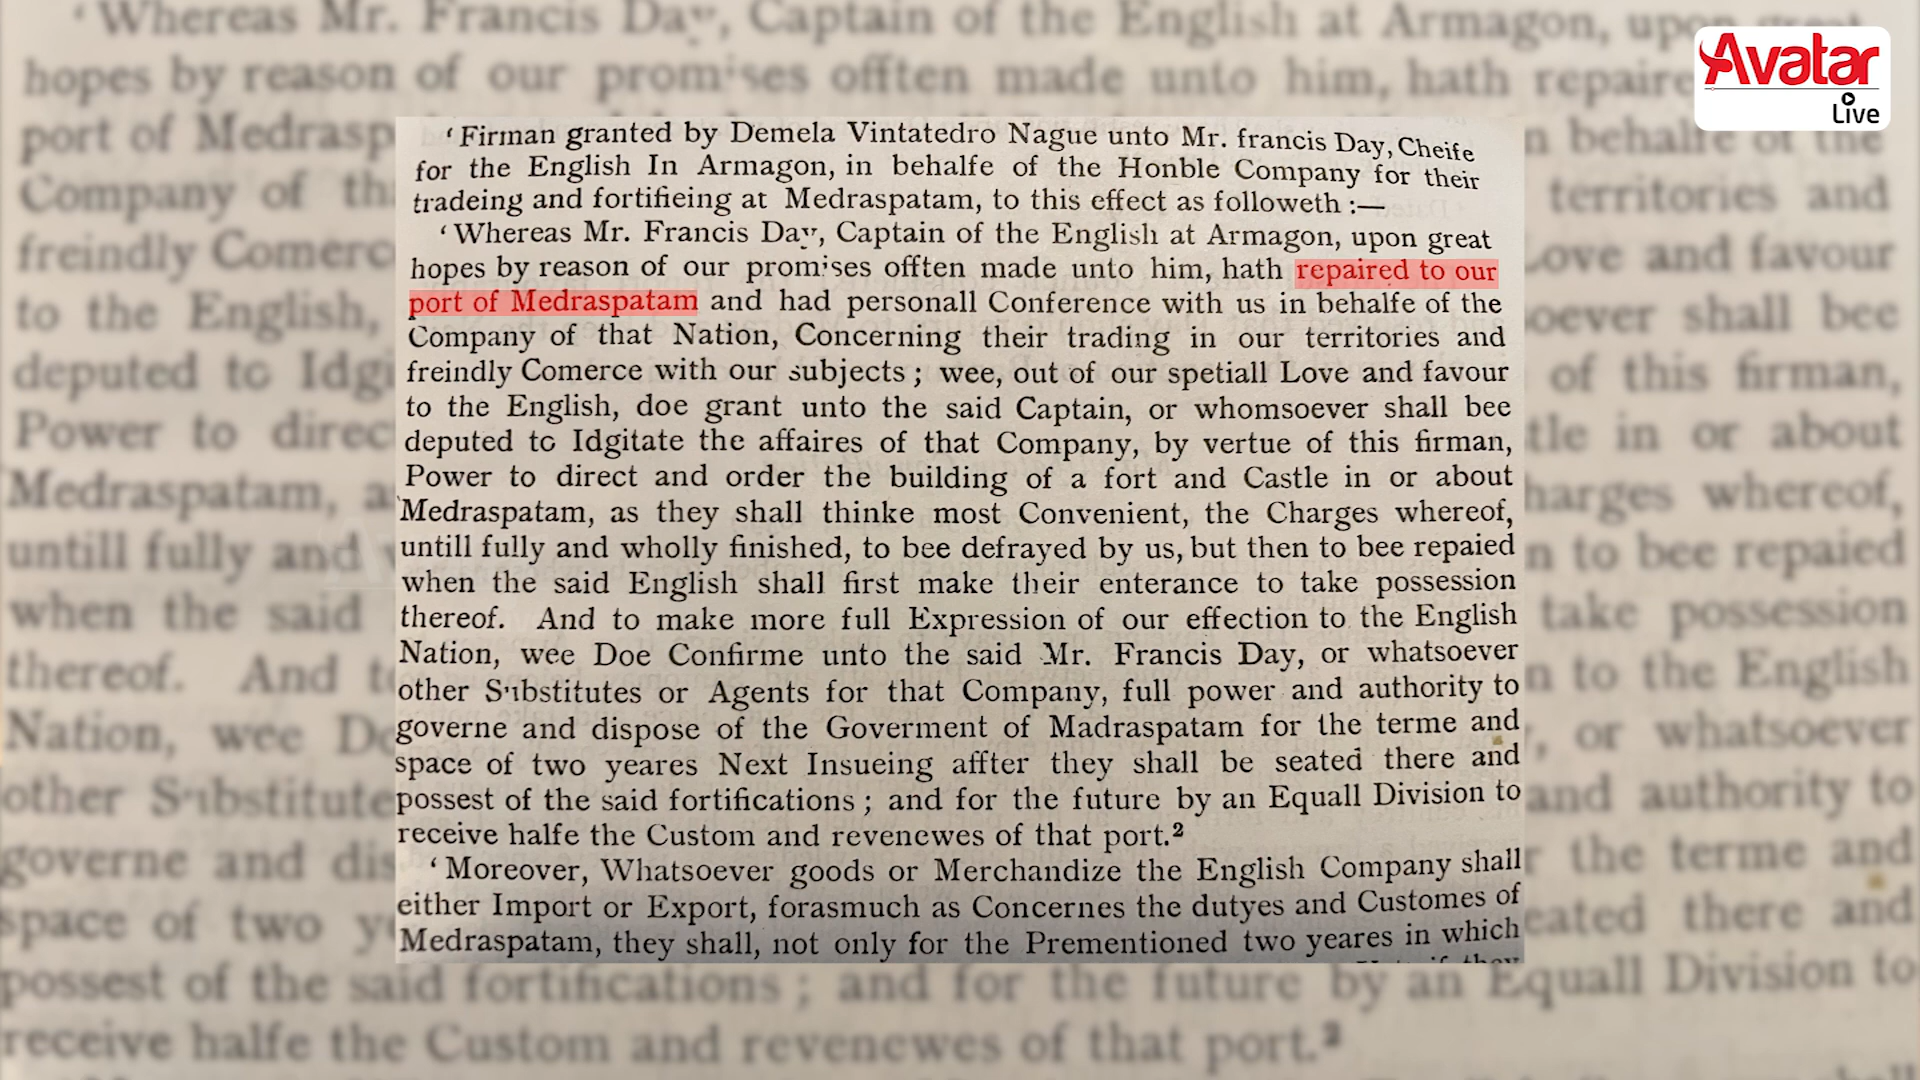 Avatar
Live
‘Firman granted by Demela Vintatedro Nague unto Mr. francis Day, Cheife
for the English In Armagon, in behalfe of the Honble Company for their
tradeing and fortifieing at Medraspatam, to this effect as followeth :—
‘Whereas Mr. Francis Day, Captain of the English at Armagon, upon great
hopes by reason of our promises offten made unto him, hath repaired to our
port of Medraspatam and had personall Conference with us in behalfe of the
Company of that Nation, Concerning their trading in our territories and
freindly Comerce with our subjects ; wee, out of our spetiall Love and favour
to the English, doe grant unto the said Captain, or whomsoever shall bee
deputed to Idgitate the affaires of that Company, by vertue of this firman,
Power to direct and order the building of a fort and Castle in or about
Medraspatam, as they shall thinke most Convenient, the Charges whereof,
untill fully and wholly finished, to bee defrayed by us, but then to bee repaied
when the said English shall first make their enterance to take possession
thereof. And to make more full Expression of our effection to the English
Nation, wee Doe Confirme unto the said Mr. Francis Day, or whatsoever
other Substitutes or Agents for that Company, full power and authority to
governe and dispose of the Goverment of Madraspatam for the terme and
space of two yeares Next Insueing affter they shall be seated there and
possest of the said fortifications ; and for the future by an Equall Division to
receive halfe the Custom and revenewes of that port.²
‘Moreover, Whatsoever goods or Merchandize the English Company shall
either Import or Export, forasmuch as Concernes the dutyes and Customes of
Medraspatam, they shall, not only for the Prementioned two yeares in which